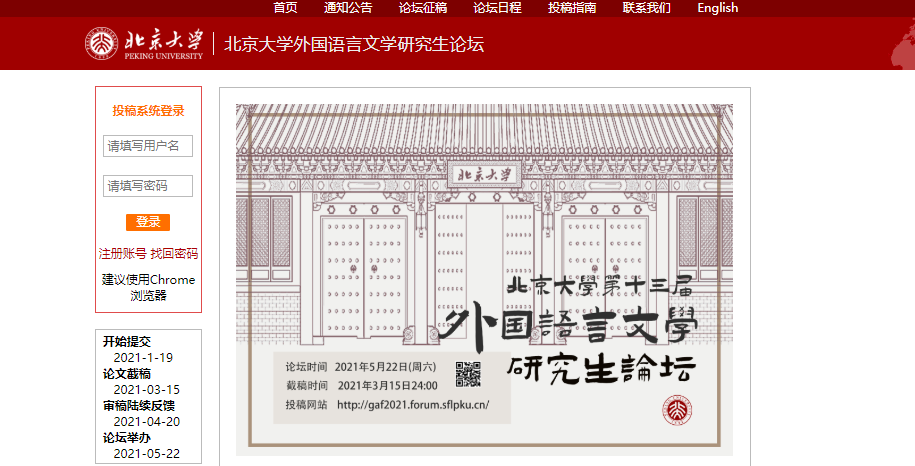 首页 通知公告 论坛征稿 论坛日程 投稿指南 联系我们 English
北京大学 PEKING UNIVERSITY 北京大学外国语言文学研究生论坛
投稿系统登录
请填写用户名
请填写密码
登录
注册账号 找回密码
建议使用Chrome
浏览器
开始提交
2021-1-19
论文截稿
2021-03-15
审稿陆续反馈
2021-04-20
论坛举办
2021-05-22
北京大学
北京大學第十三届
外国語言文學
研究生論坛
论坛时间 2021年5月22日(周六)
截稿时间 2021年3月15日24:00
投稿网站 http://gaf2021.forum.sflpku.cn/